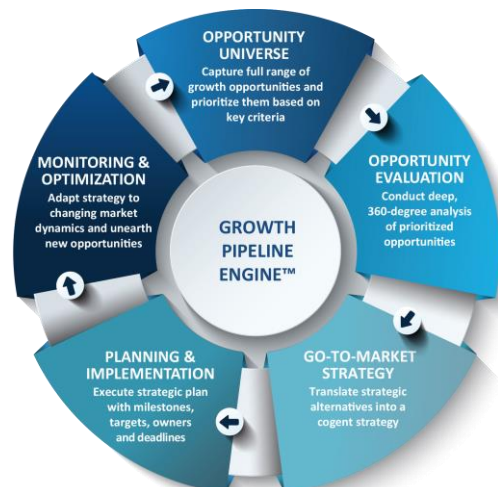 OPPORTUNITY
UNIVERSE
Capture full range of
growth opportunities and
prioritize them based on
key criteria
OPPORTUNITY
EVALUATION
Conduct deep,
360-degree analysis
of prioritized
opportunities
GO-TO-MARKET
STRATEGY
Translate strategic
alternatives into a
cogent strategy
PLANNING &
IMPLEMENTATION
Execute strategic plan
with milestones,
targets, owners
and deadlines
MONITORING &
OPTIMIZATION
Adapt strategy to
changing market
dynamics and unearth
new opportunities
GROWTH
PIPELINE
ENGINE™